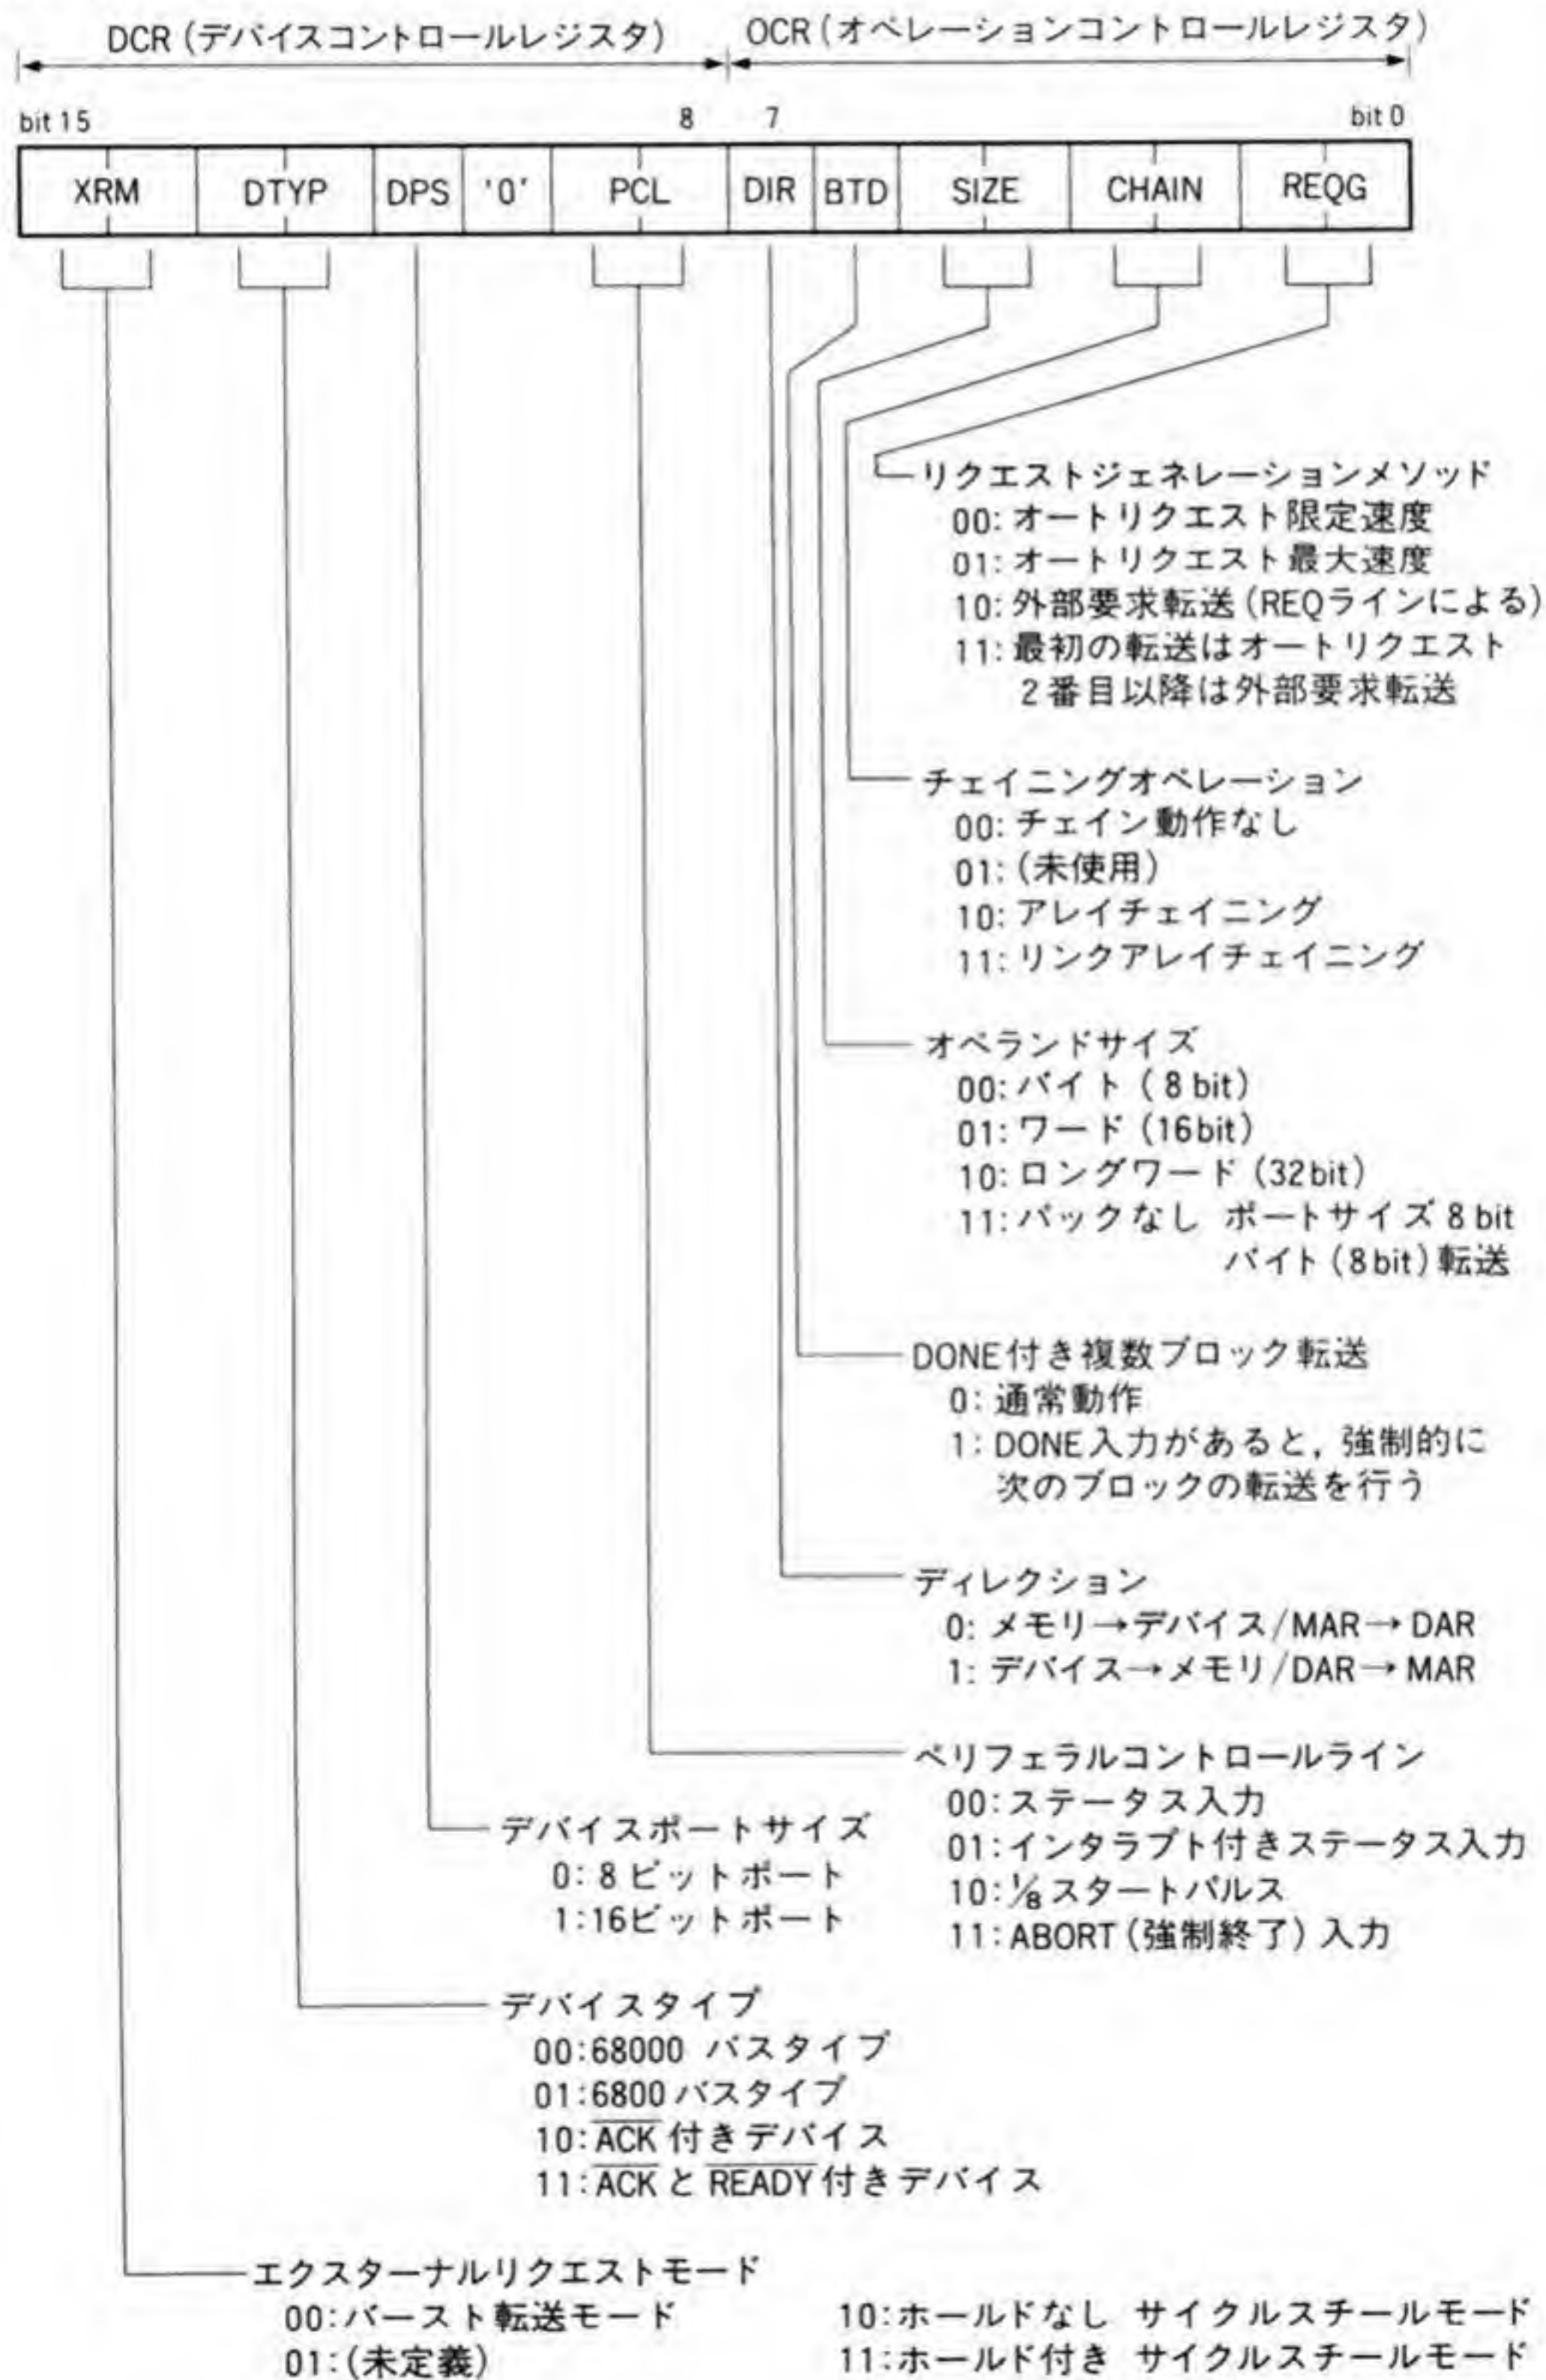 DCR(デバイスコントロールレジスタ) OCR(オペレーションコントロールレジスタ)
bit 15 8 7 bit 0
XRM DTYP DPS '0' PCL DIR BTD SIZE CHAIN REQG
リクエストジェネレーションメソッド
00:オートリクエスト限定速度
01:オートリクエスト最大速度
10:外部要求転送(REQラインによる)
11:最初の転送はオートリクエスト
2番目以降は外部要求転送
チェイニングオペレーション
00:チェイン動作なし
01:(未使用)
10:アレイチェイニング
11:リンクアレイチェイニング
オペランドサイズ
00:バイト(8bit)
01:ワード(16bit)
10:ロングワード(32bit)
11:パックなし ポートサイズ8bit
バイト(8bit)転送
DONE付き複数ブロック転送
0:通常動作
1:DONE入力があると,強制的に
次のブロックの転送を行う
ディレクション
0:メモリ→デバイス/MAR→DAR
1:デバイス→メモリ/DAR→MAR
ペリフェラルコントロールライン
00:ステータス入力
01:インタラプト付きステータス入力
10:⅛スタートパルス
11:ABORT(強制終了)入力
デバイスポートサイズ
0:8ビットポート
1:16ビットポート
デバイスタイプ
00:68000 バスタイプ
01:6800バスタイプ
10:A̅C̅K̅付きデバイス
11:A̅C̅K̅とR̅E̅A̅D̅Y̅付きデバイス
エクスターナルリクエストモード
00:バースト転送モード
01:(未定義)
10:ホールドなし サイクルスチールモード
11:ホールド付き サイクルスチールモード